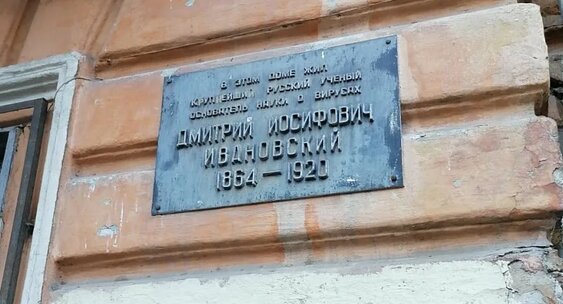 В ЭТОМ ДОМЕ ЖИЛ
КРУПНЕЙШИЙ РУССКИЙ УЧЕНЫЙ
ОСНОВАТЕЛЬ НАУКИ О ВИРУСАХ
ДМИТРИЙ ИОСИФОВИЧ
ИВАНОВСКИЙ
1864 — 1920